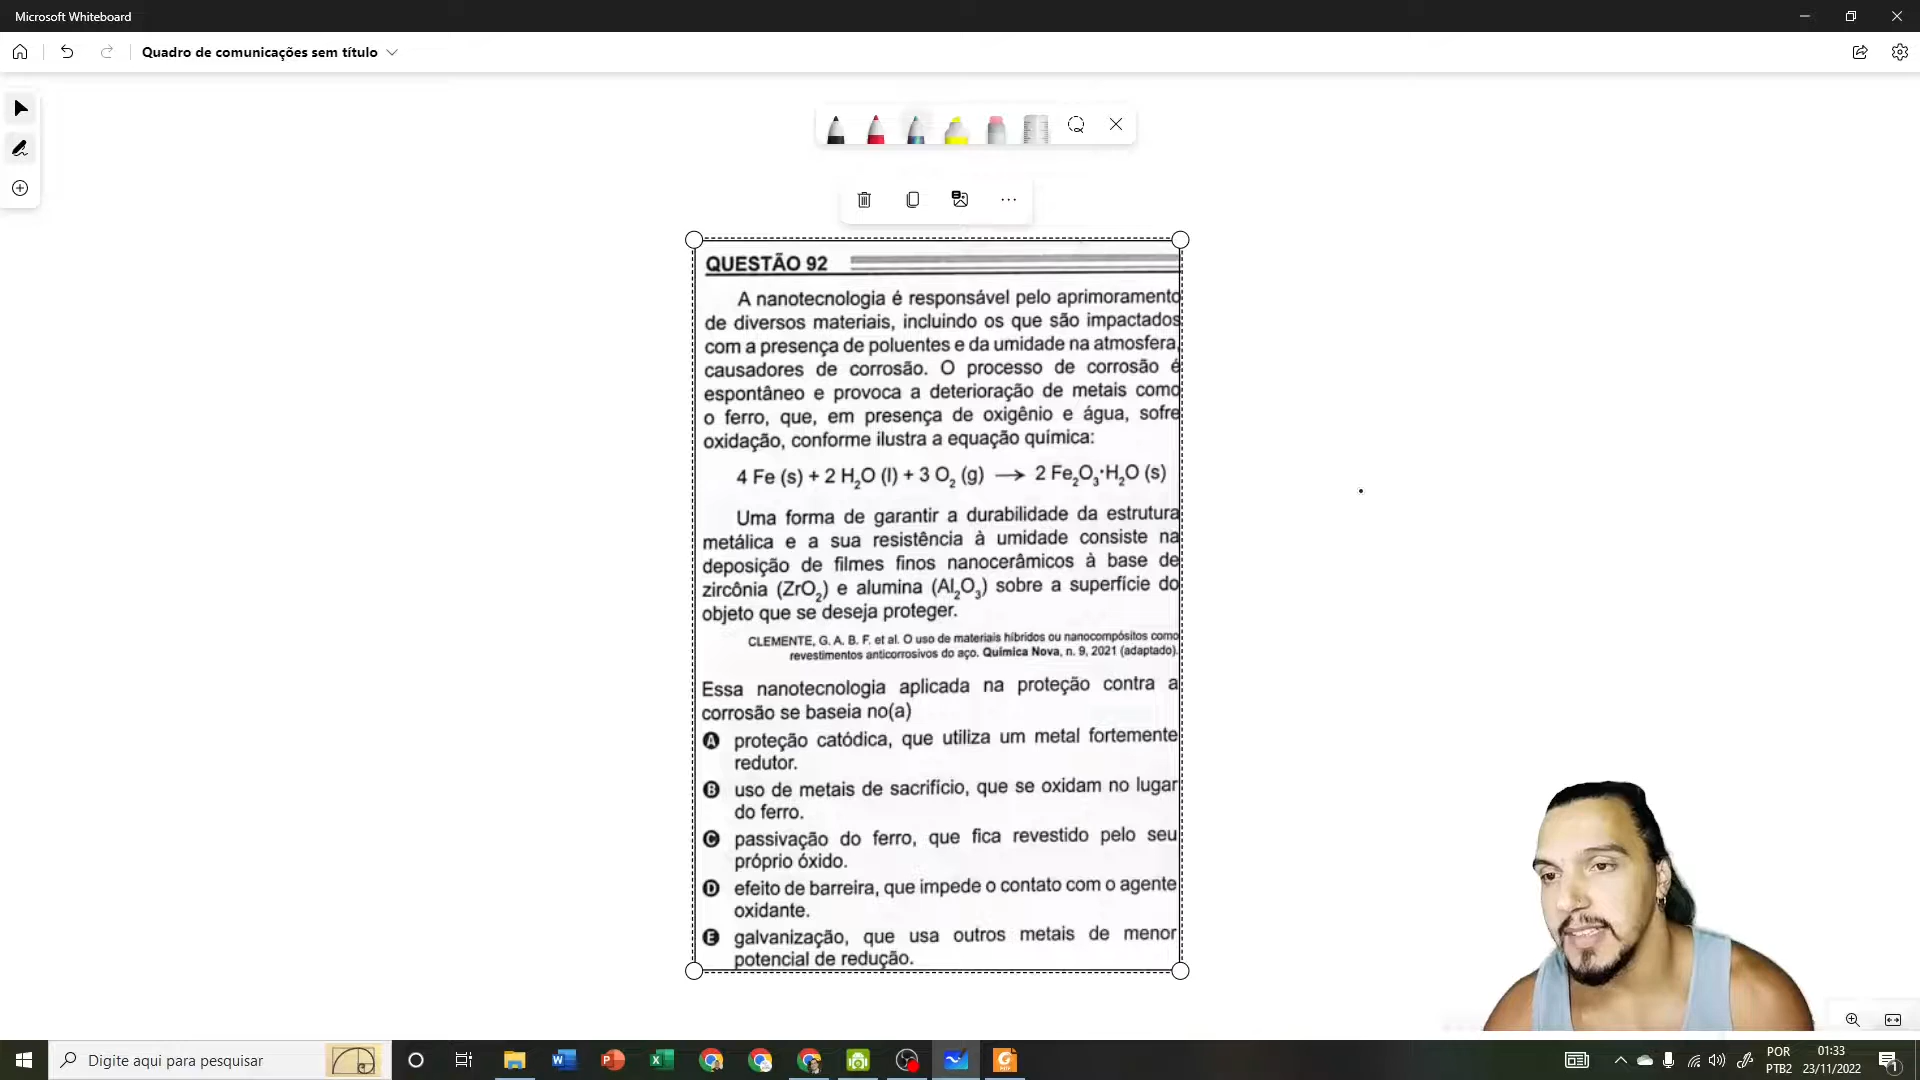 Microsoft Whiteboard
Quadro de comunicações sem título
QUESTÃO 92
A nanotecnologia é responsável pelo aprimoramento
de diversos materiais, incluindo os que são impactados
com a presença de poluentes e da umidade na atmosfera,
causadores de corrosão. O processo de corrosão é
espontâneo e provoca a deterioração de metais como
o ferro, que, em presença de oxigênio e água, sofre
oxidação, conforme ilustra a equação química:
4 Fe (s) + 2 H₂O (l) + 3 O₂ (g) → 2 Fe₂O₃·H₂O (s)
Uma forma de garantir a durabilidade da estrutura
metálica e a sua resistência à umidade consiste na
deposição de filmes finos nanocerâmicos à base de
zircônia (ZrO₂) e alumina (Al₂O₃) sobre a superfície do
objeto que se deseja proteger.
CLEMENTE, G. A. B. F. et al. O uso de materiais híbridos ou nanocompósitos como
revestimentos anticorrosivos do aço. Química Nova, n. 9, 2021 (adaptado).
Essa nanotecnologia aplicada na proteção contra a
corrosão se baseia no(a)
A proteção catódica, que utiliza um metal fortemente
redutor.
B uso de metais de sacrifício, que se oxidam no lugar
do ferro.
C passivação do ferro, que fica revestido pelo seu
próprio óxido.
D efeito de barreira, que impede o contato com o agente
oxidante.
E galvanização, que usa outros metais de menor
potencial de redução.
Digite aqui para pesquisar
POR
PTB2
01:33
23/11/2022